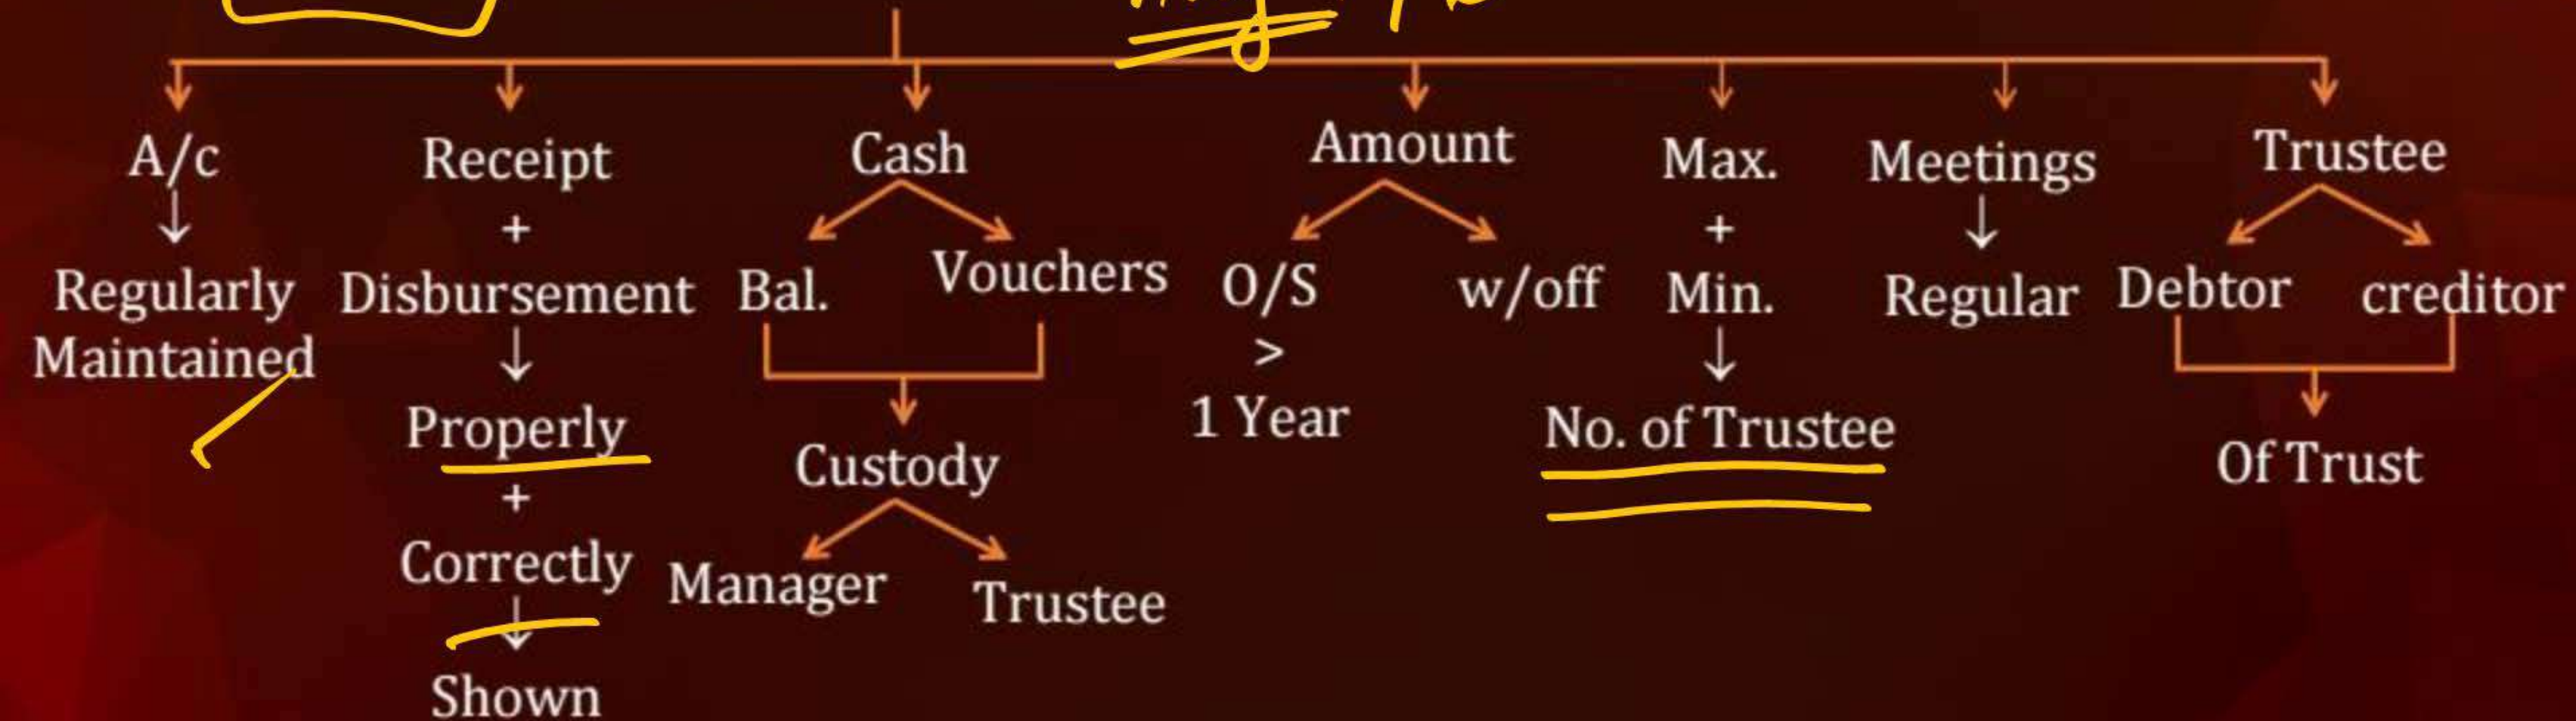 A/c
↓
Regularly
Maintained
Receipt
+
Disbursement
↓
Properly
+
Correctly
↓
Shown
Cash
Bal.
Vouchers
Custody
Manager
Trustee
Amount
O/S
>
1 Year
w/off
Max.
+
Min.
↓
No. of Trustee
Meetings
↓
Regular
Trustee
Debtor
creditor
Of Trust